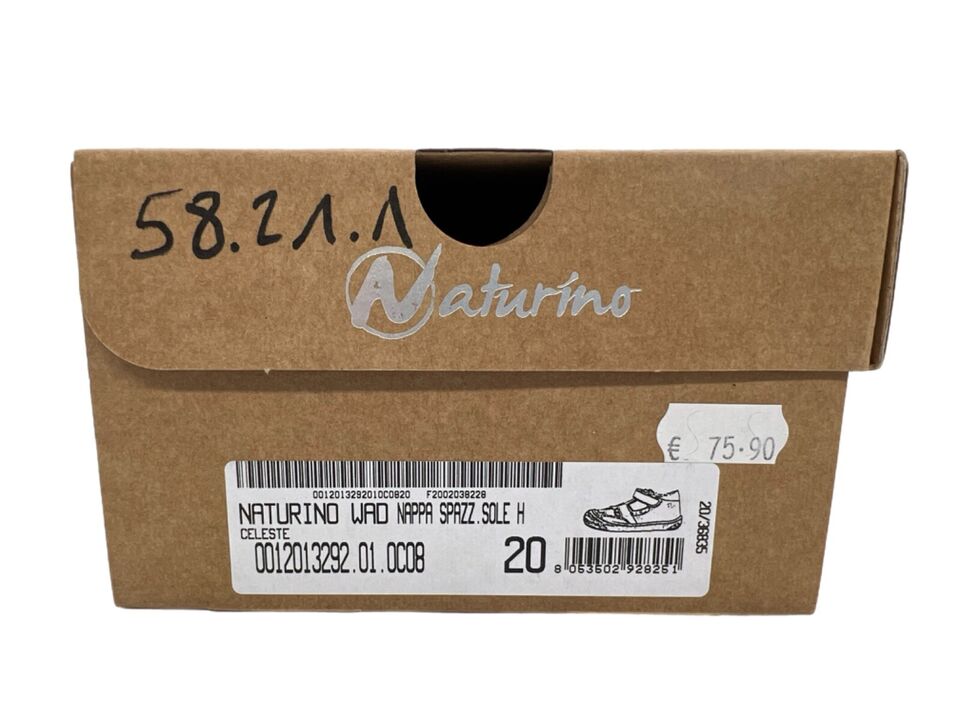 58.21.1
Naturino
€ 75.90
0012013292010C0820 F2002038228
NATURINO WAD NAPPA SPAZZ.SOLE H
CELESTE
0012013292.01.0C08
20
8 053502 928251
20/36835